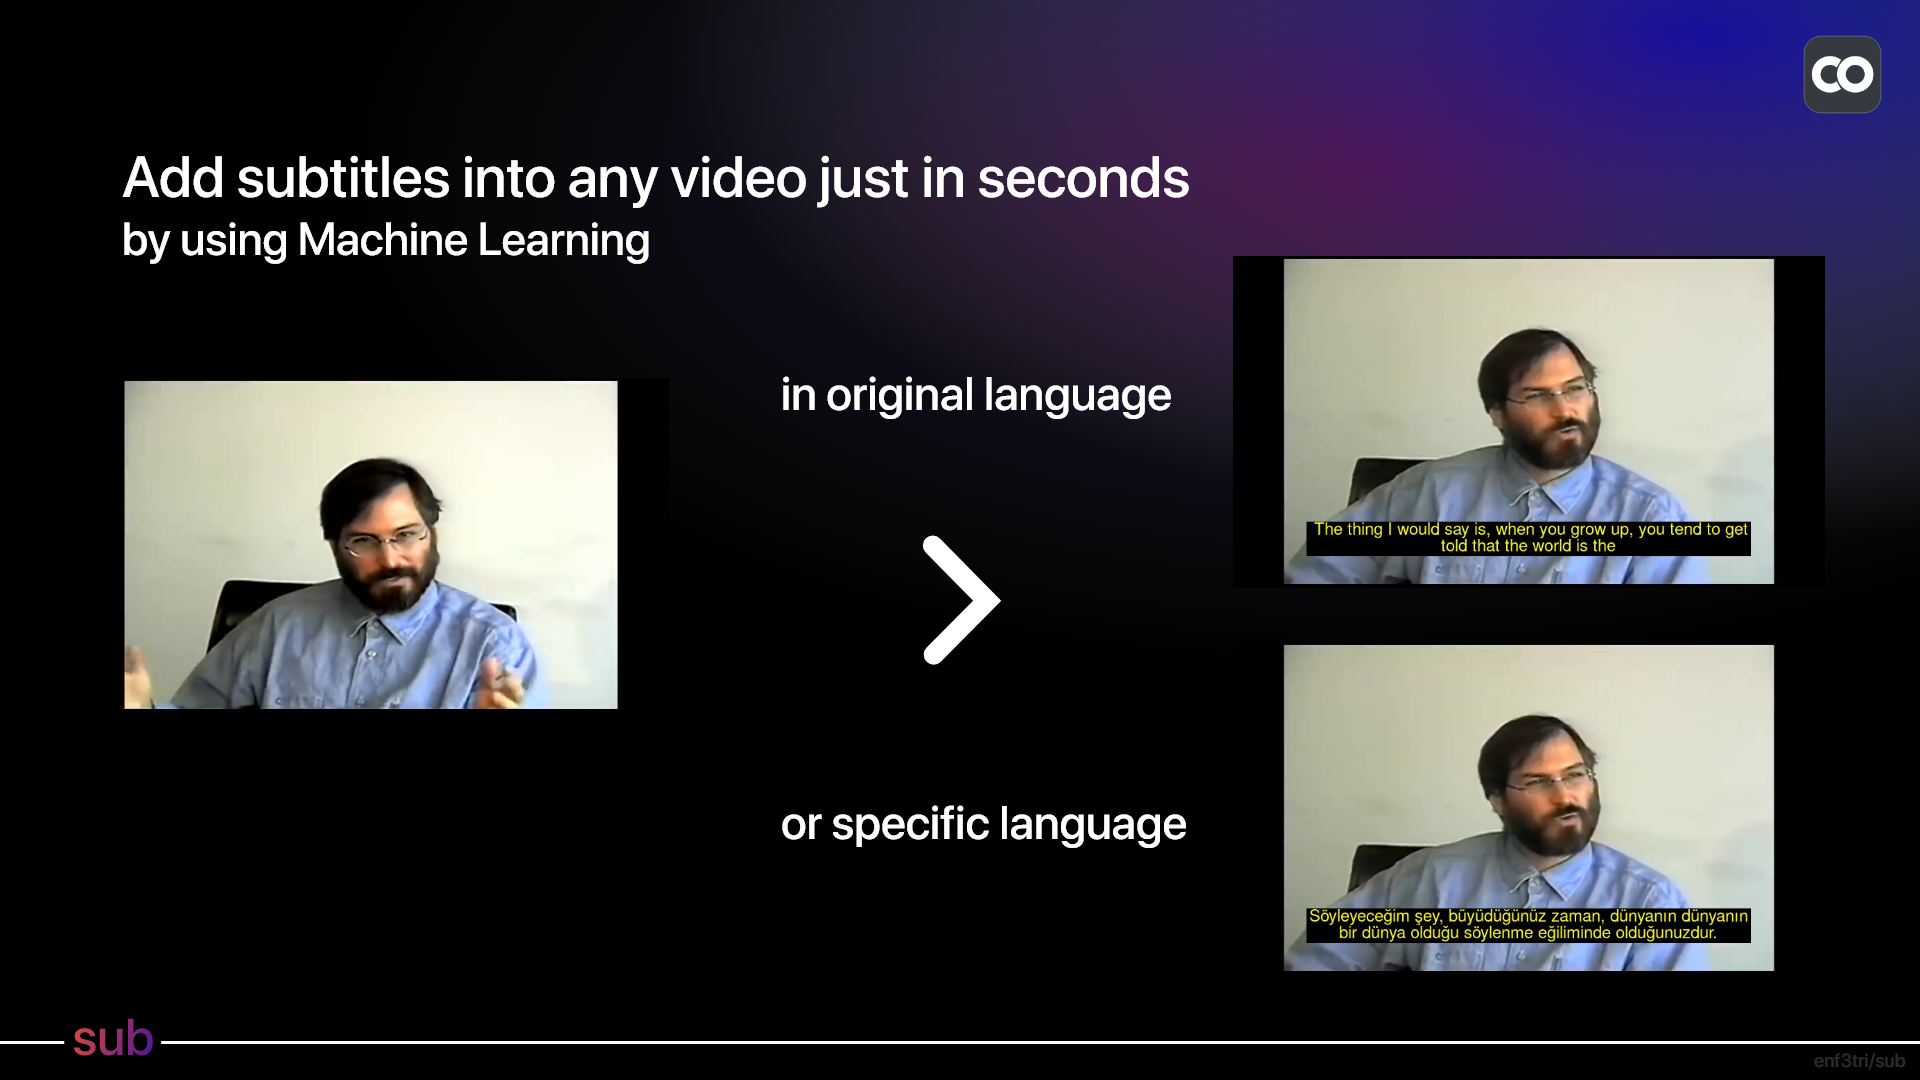 CO
Add subtitles into any video just in seconds
by using Machine Learning
in original language
The thing I would say is, when you grow up, you tend to get
told that the world is the
or specific language
Söyleyeceğim şey, büyüdüğünüz zaman, dünyanın dünyanın
bir dünya olduğu söylenme eğiliminde olduğunuzdur.
sub
enf3tri/sub